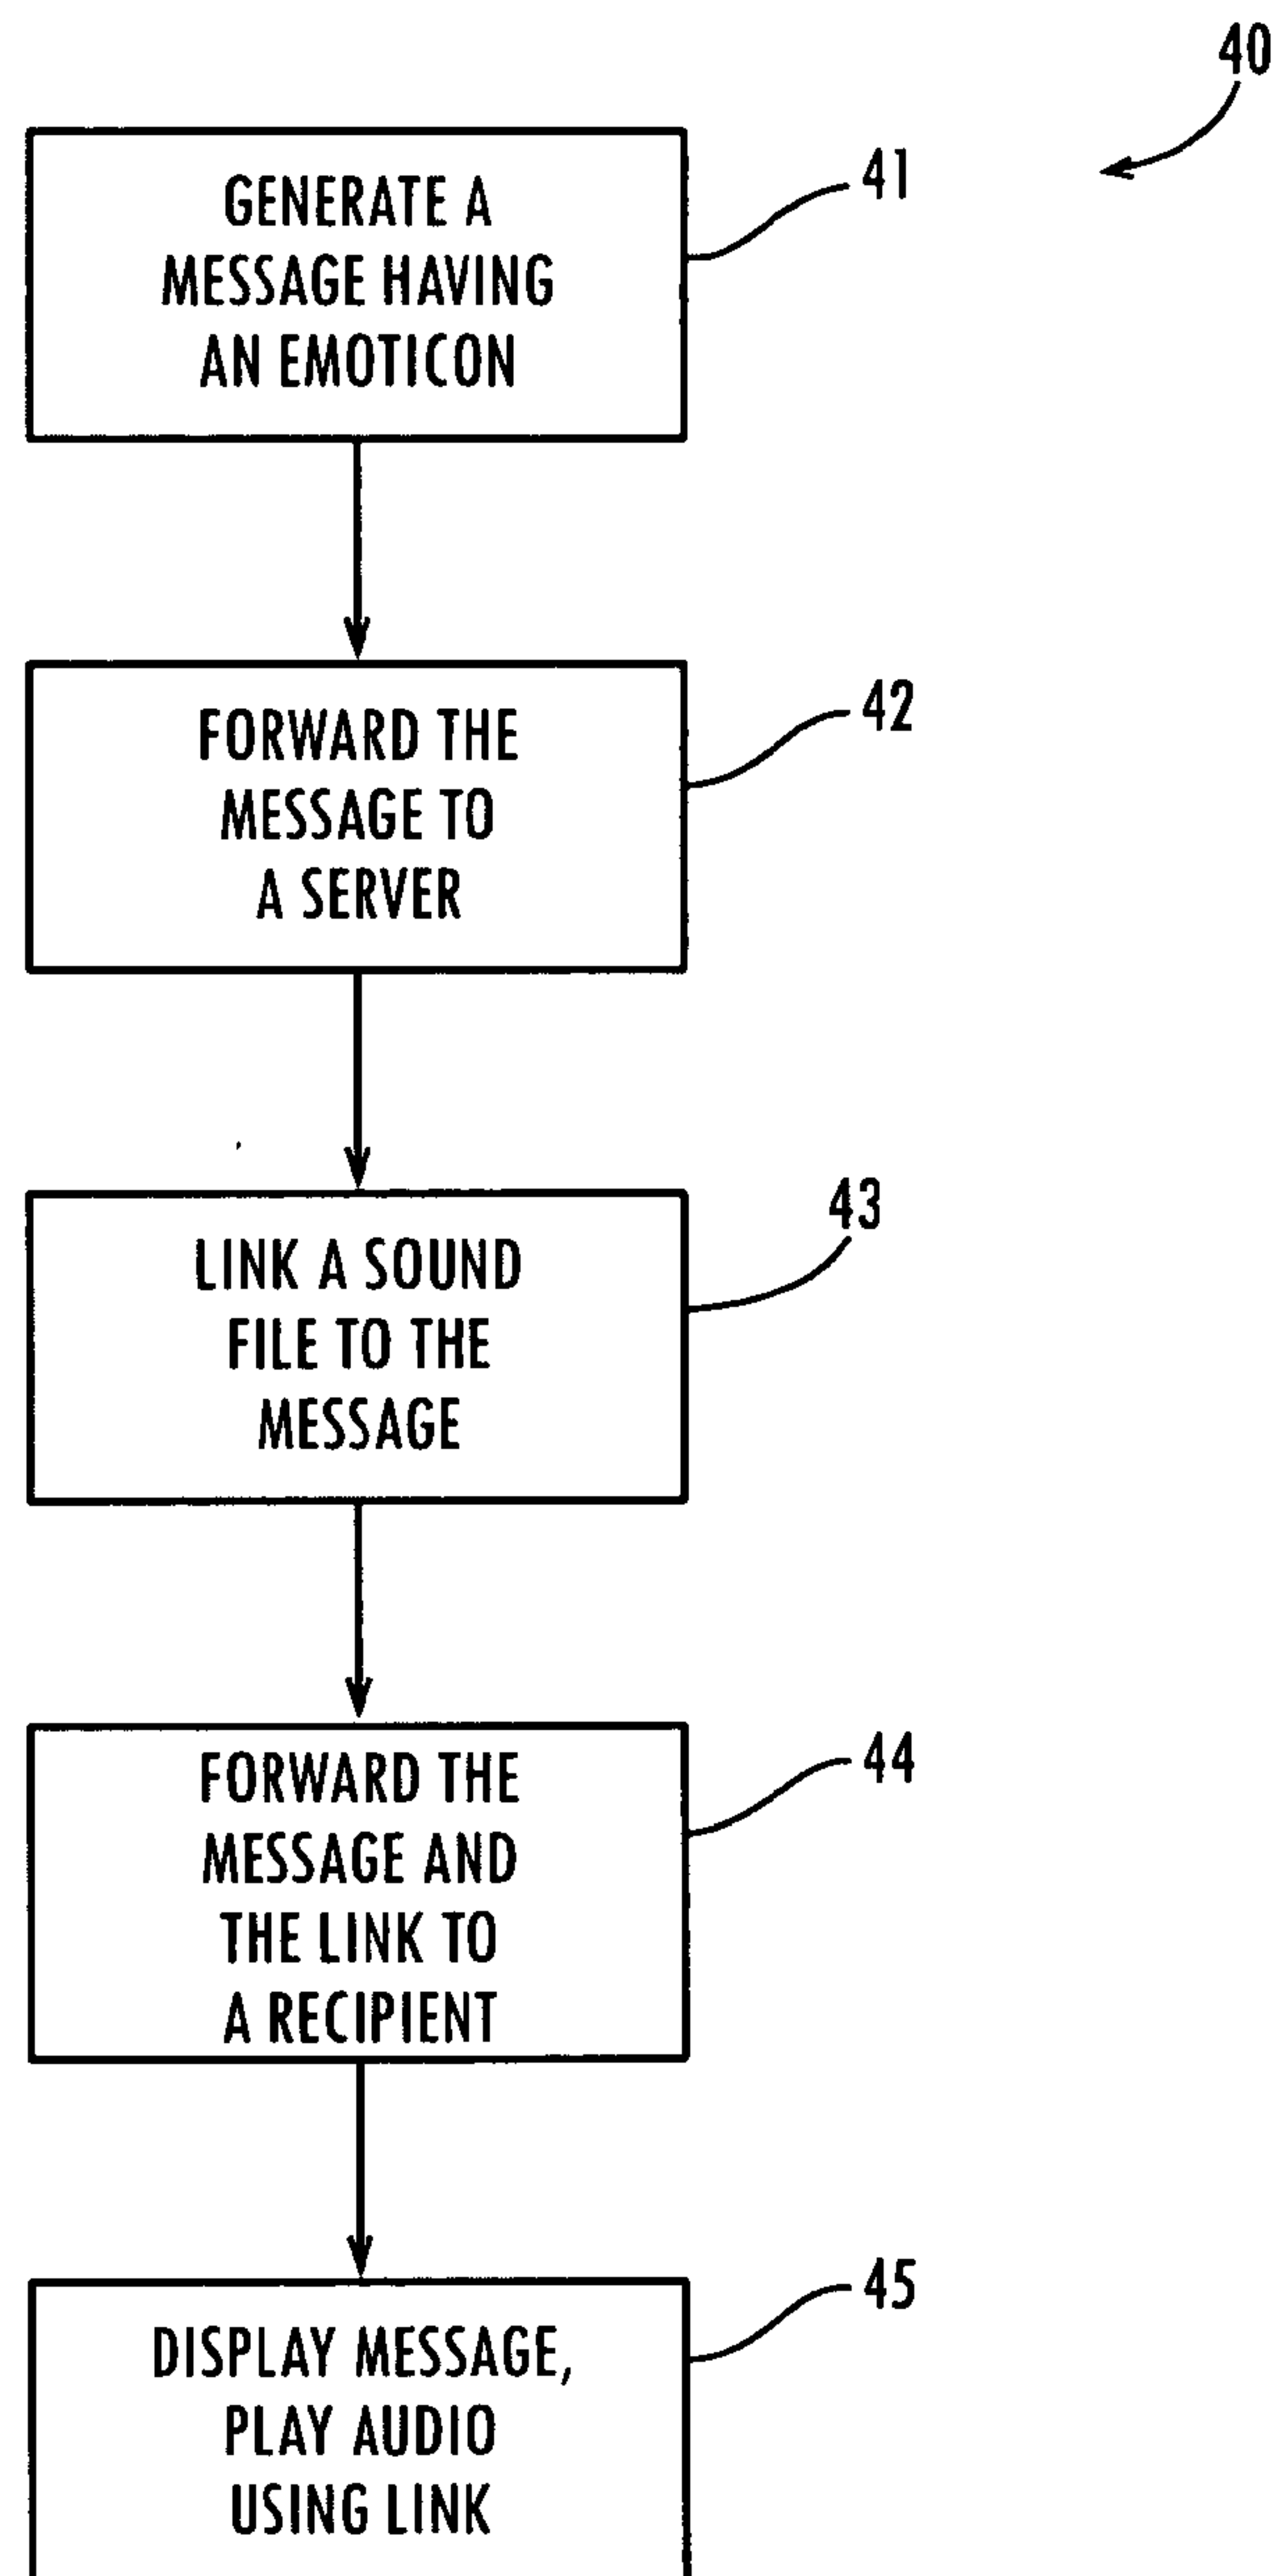 40
GENERATE A
MESSAGE HAVING
AN EMOTICON
41
FORWARD THE
MESSAGE TO
A SERVER
42
LINK A SOUND
FILE TO THE
MESSAGE
43
FORWARD THE
MESSAGE AND
THE LINK TO
A RECIPIENT
44
DISPLAY MESSAGE,
PLAY AUDIO
USING LINK
45